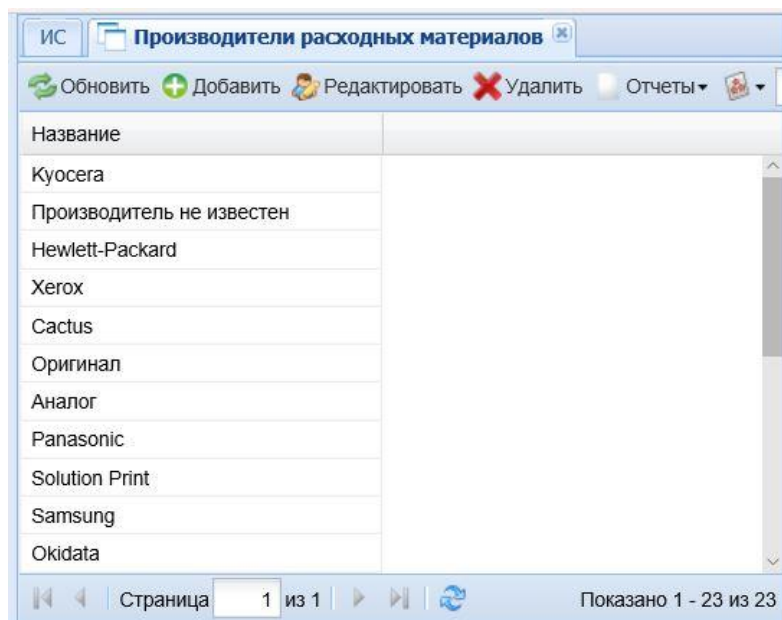 ИС Производители расходных материалов
Обновить Добавить Редактировать Удалить Отчеты
Название
Kyocera
Производитель не известен
Hewlett-Packard
Xerox
Cactus
Оригинал
Аналог
Panasonic
Solution Print
Samsung
Okidata
Страница 1 из 1 Показано 1 - 23 из 23